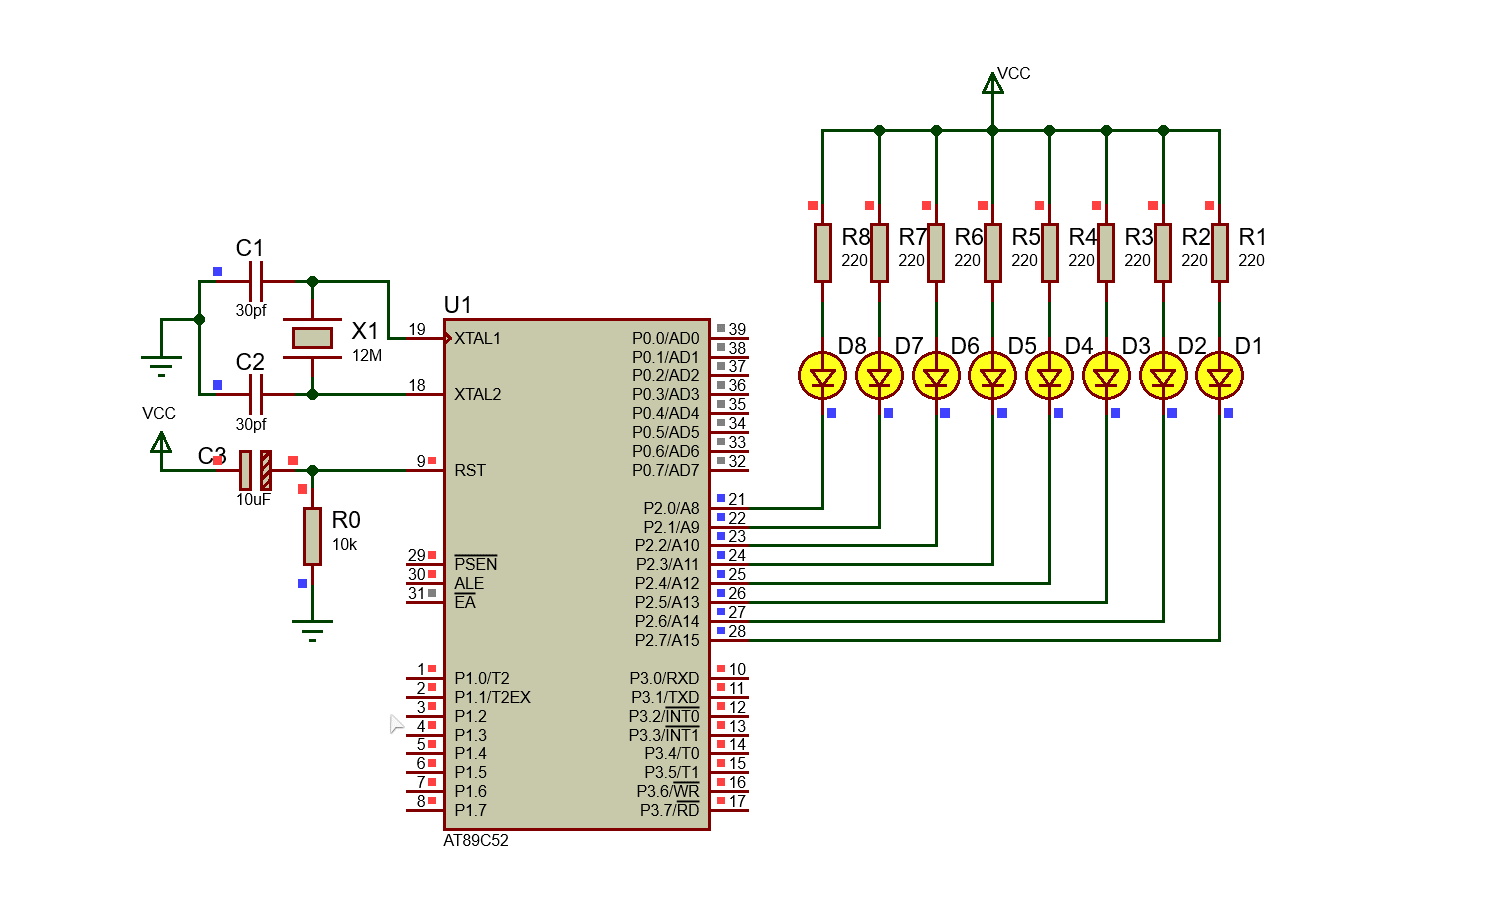 VCC
R8
220
R7
220
R6
220
R5
220
R4
220
R3
220
R2
220
R1
220
D8
D7
D6
D5
D4
D3
D2
D1
C1
30pf
X1
12M
C2
30pf
VCC
C3
10uF
R0
10k
U1
19 XTAL1
18 XTAL2
9 RST
29 PSEN
30 ALE
31 EA
1 P1.0/T2
2 P1.1/T2EX
3 P1.2
4 P1.3
5 P1.4
6 P1.5
7 P1.6
8 P1.7
P0.0/AD0 39
P0.1/AD1 38
P0.2/AD2 37
P0.3/AD3 36
P0.4/AD4 35
P0.5/AD5 34
P0.6/AD6 33
P0.7/AD7 32
P2.0/A8 21
P2.1/A9 22
P2.2/A10 23
P2.3/A11 24
P2.4/A12 25
P2.5/A13 26
P2.6/A14 27
P2.7/A15 28
P3.0/RXD 10
P3.1/TXD 11
P3.2/INT0 12
P3.3/INT1 13
P3.4/T0 14
P3.5/T1 15
P3.6/WR 16
P3.7/RD 17
AT89C52